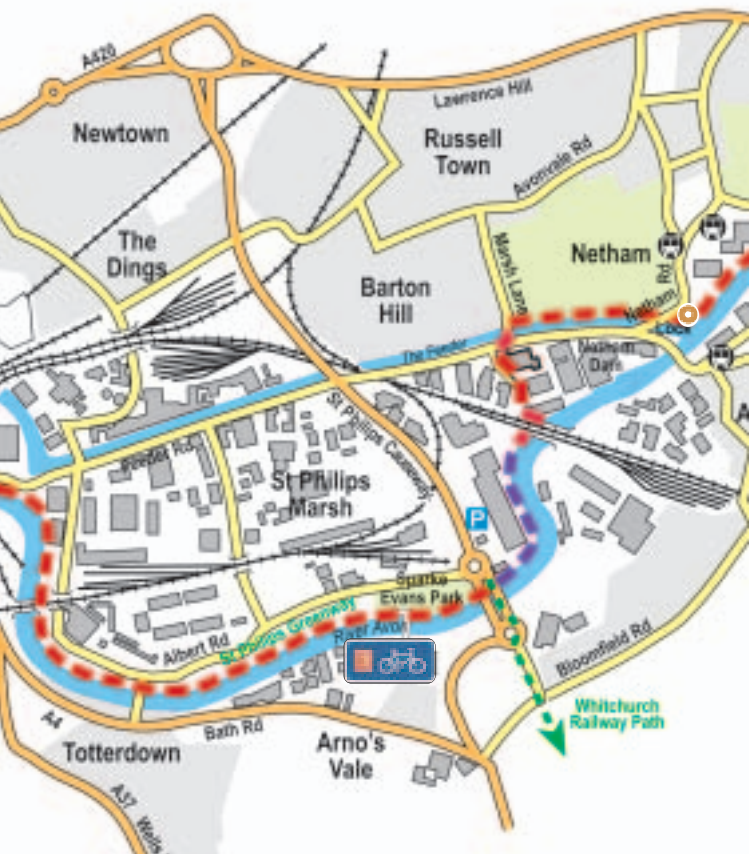 A420
Lawrence Hill
Newtown
Russell
Town
Avonvale Rd
The
Dings
Marsh Lane
Netham
Barton
Hill
Netham
Rd
Lock
The Feeder
Netham
Dam
St Philips Causeway
Feeder Rd
St Philips
Marsh
P
Sparke
Evans Park
St Philips Greenway
River Avon
Albert Rd
Bloomfield Rd
A4
Bath Rd
Whitchurch
Railway Path
Totterdown
Arno's
Vale
A37
Wells